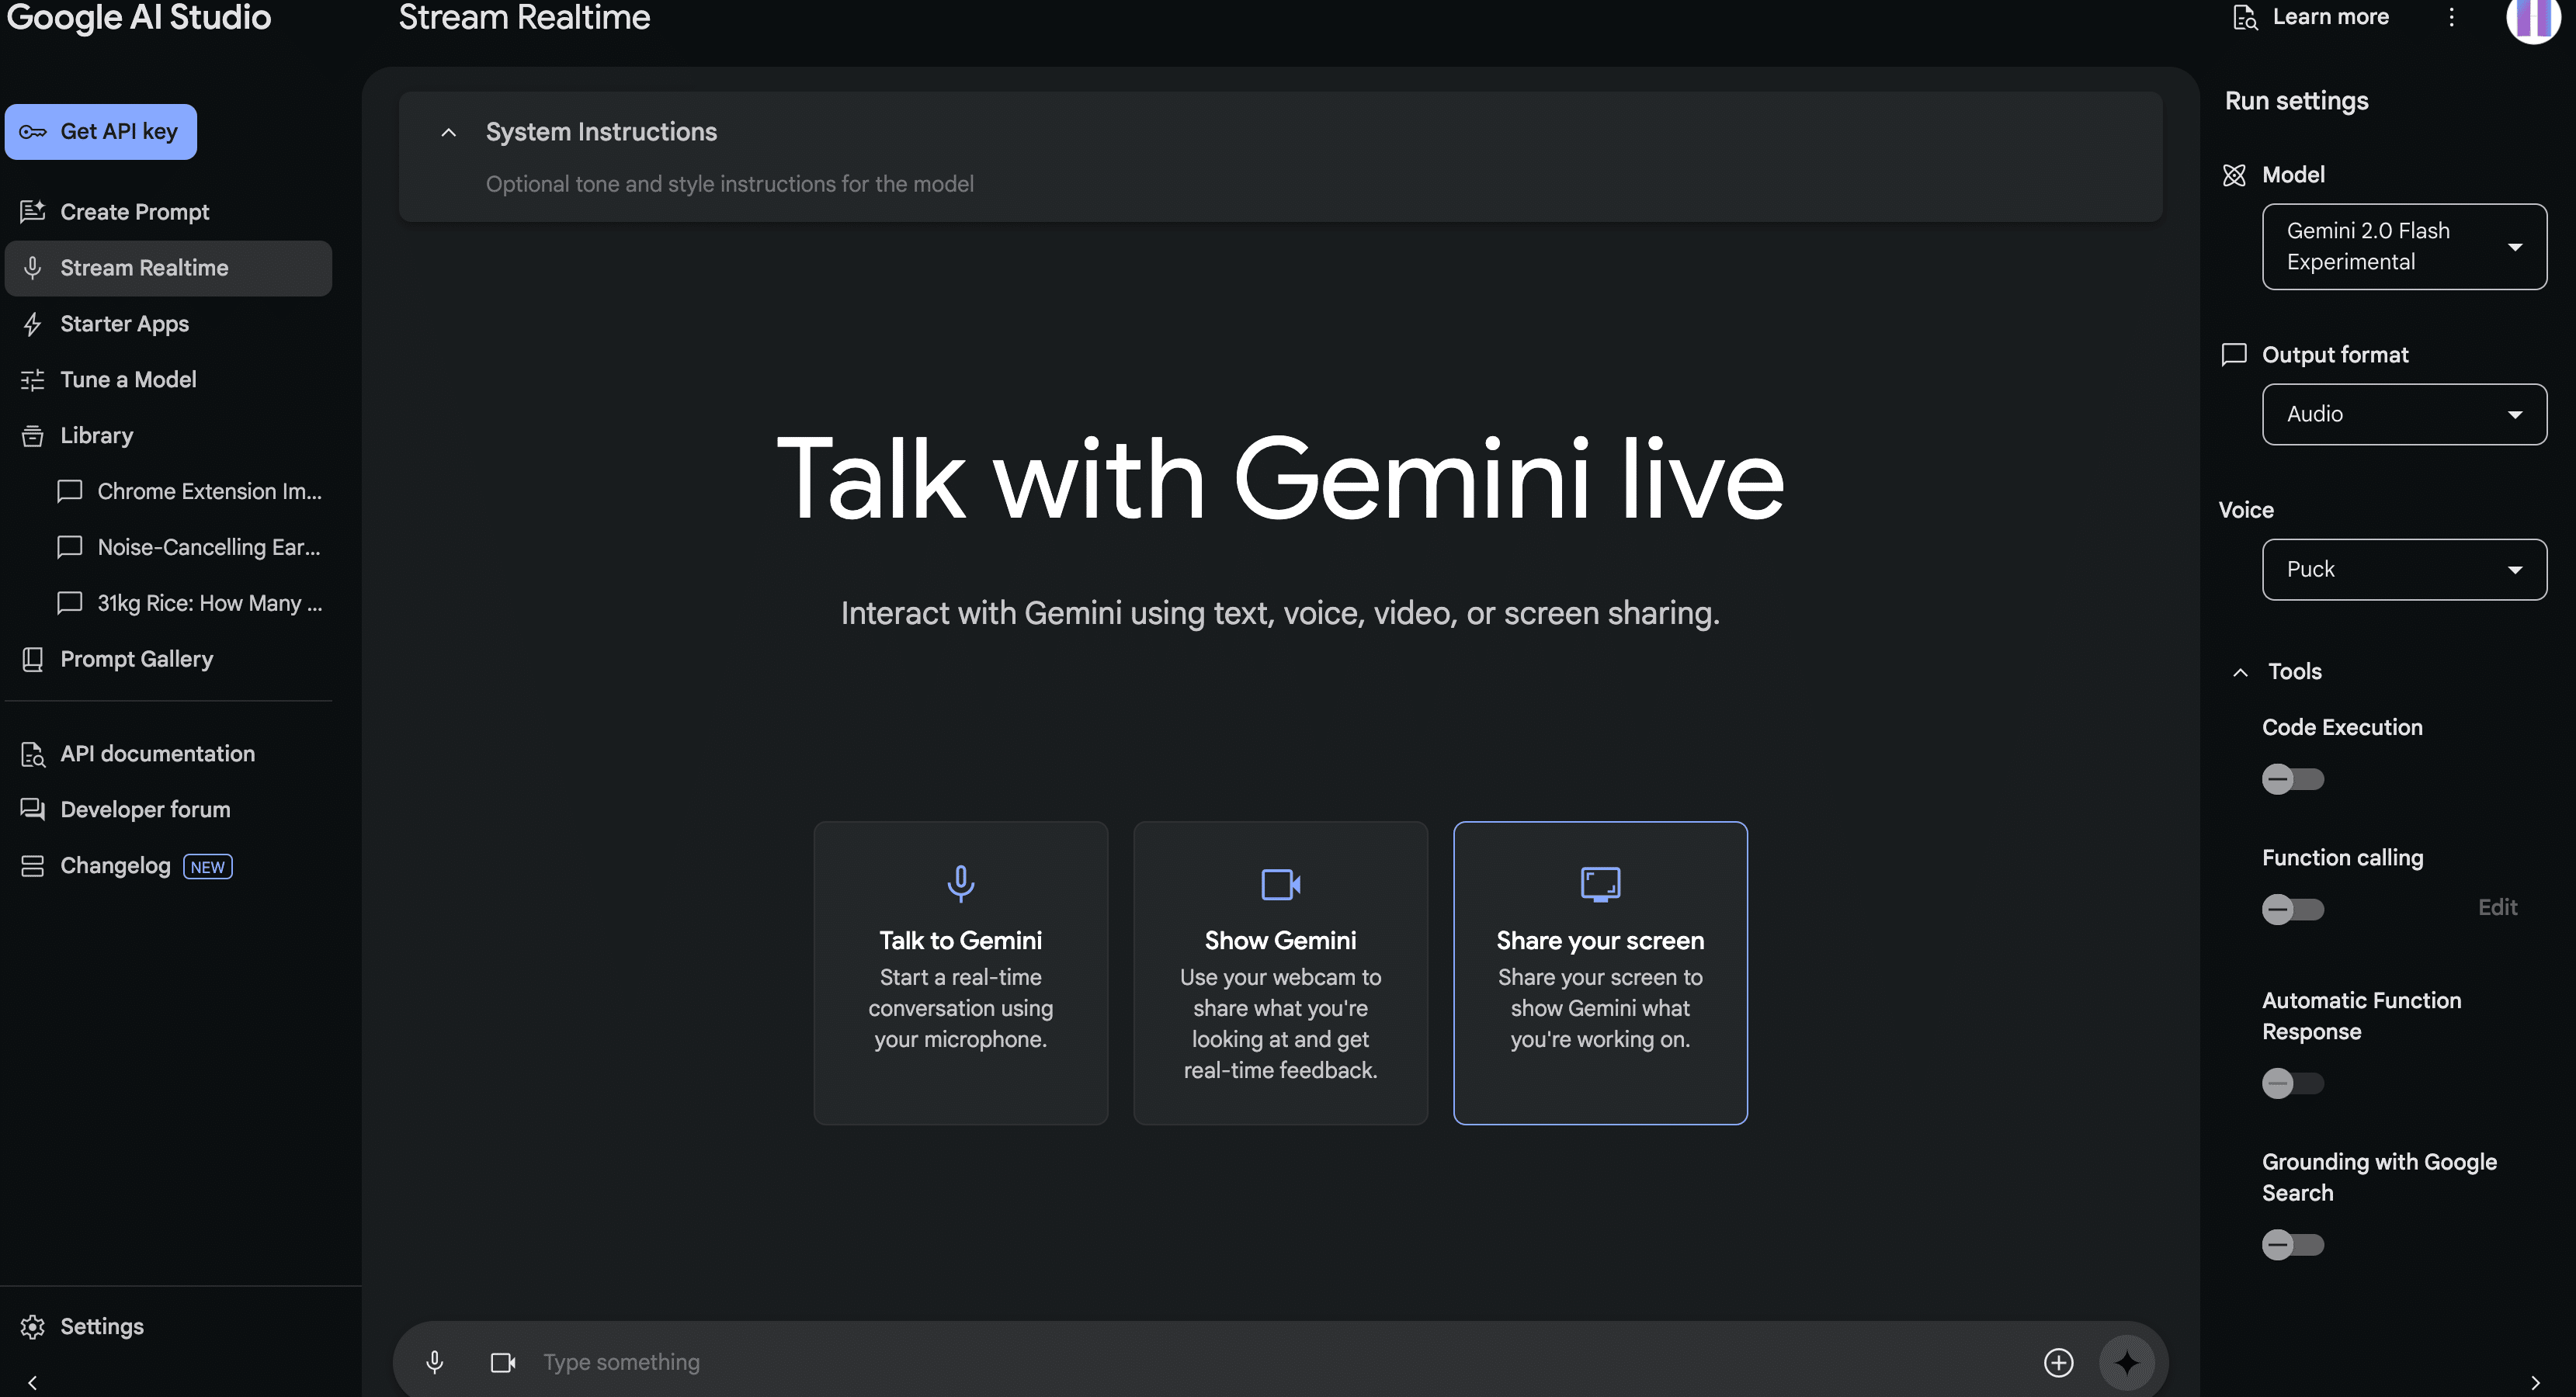 Google AI Studio
Get API key
Create Prompt
Stream Realtime
Starter Apps
Tune a Model
Library
Chrome Extension Im...
Noise-Cancelling Ear...
31kg Rice: How Many ...
Prompt Gallery
API documentation
Developer forum
Changelog NEW
Settings
Stream Realtime
Learn more
System Instructions
Optional tone and style instructions for the model
Talk with Gemini live
Interact with Gemini using text, voice, video, or screen sharing.
Talk to Gemini
Start a real-time
conversation using
your microphone.
Show Gemini
Use your webcam to
share what you're
looking at and get
real-time feedback.
Share your screen
Share your screen to
show Gemini what
you're working on.
Type something
Run settings
Model
Gemini 2.0 Flash
Experimental
Output format
Audio
Voice
Puck
Tools
Code Execution
Function calling
Edit
Automatic Function
Response
Grounding with Google
Search